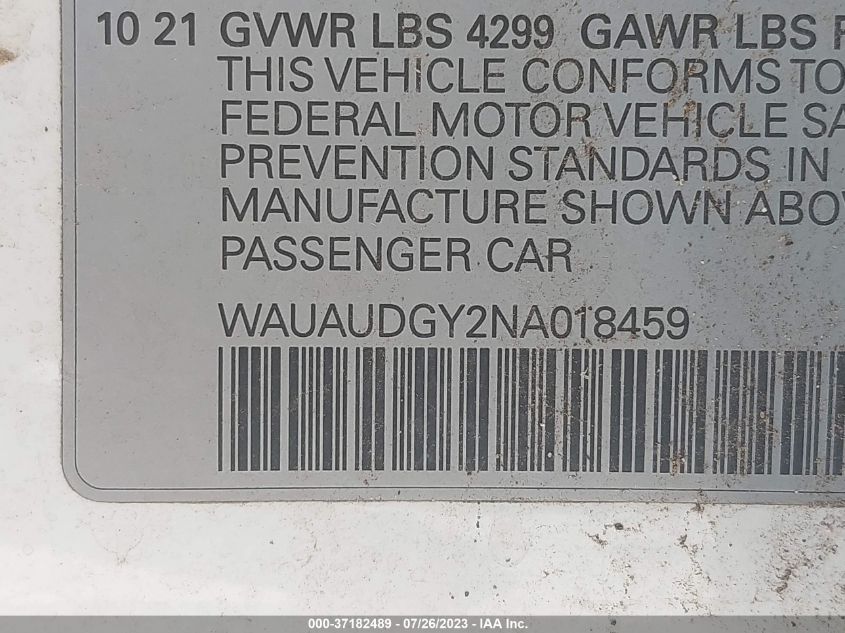 10 21 GVWR LBS 4299 GAWR LBS
THIS VEHICLE CONFORMS TO
FEDERAL MOTOR VEHICLE SA
PREVENTION STANDARDS IN
MANUFACTURE SHOWN ABO
PASSENGER CAR
WAUAUDGY2NA018459
000-37182489 - 07/26/2023 - IAA Inc.